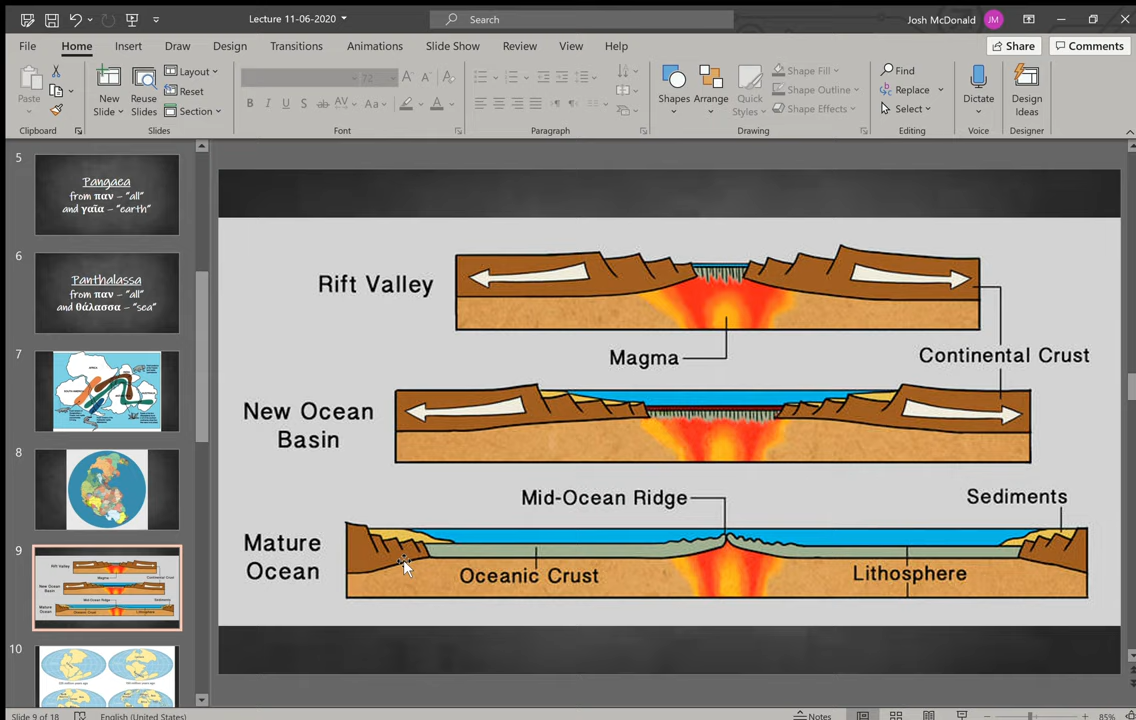 Lecture 11-06-2020
Search
Josh McDonald
JM
File Home Insert Draw Design Transitions Animations Slide Show Review View Help
Share
Comments
Paste
New Slide
Reuse Slides
Layout
Reset
Section
72
B I U S ab AV Aa A
Shapes
Arrange
Quick Styles
Shape Fill
Shape Outline
Shape Effects
Find
Replace
Select
Dictate
Design Ideas
Clipboard
Slides
Font
Paragraph
Drawing
Editing
Voice
Designer
5
Pangaea
from παν – "all"
and γαῖα – "earth"
6
Panthalassa
from παν – "all"
and θάλασσα – "sea"
7
8
9
10
Rift Valley
Magma
Continental Crust
New Ocean
Basin
Mid-Ocean Ridge
Sediments
Mature
Ocean
Oceanic Crust
Lithosphere
Slide 9 of 18
English (United States)
Notes
85%